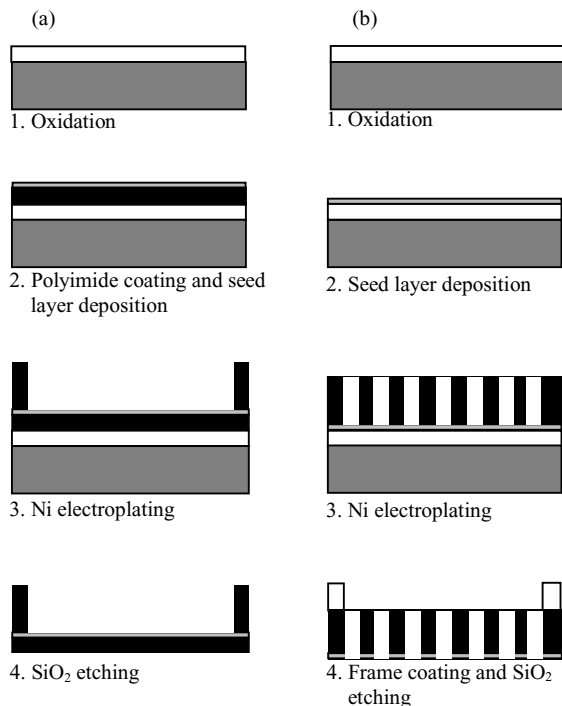 (a)
(b)
1. Oxidation
1. Oxidation
2. Polyimide coating and seed
layer deposition
2. Seed layer deposition
3. Ni electroplating
3. Ni electroplating
4. SiO₂ etching
4. Frame coating and SiO₂
etching